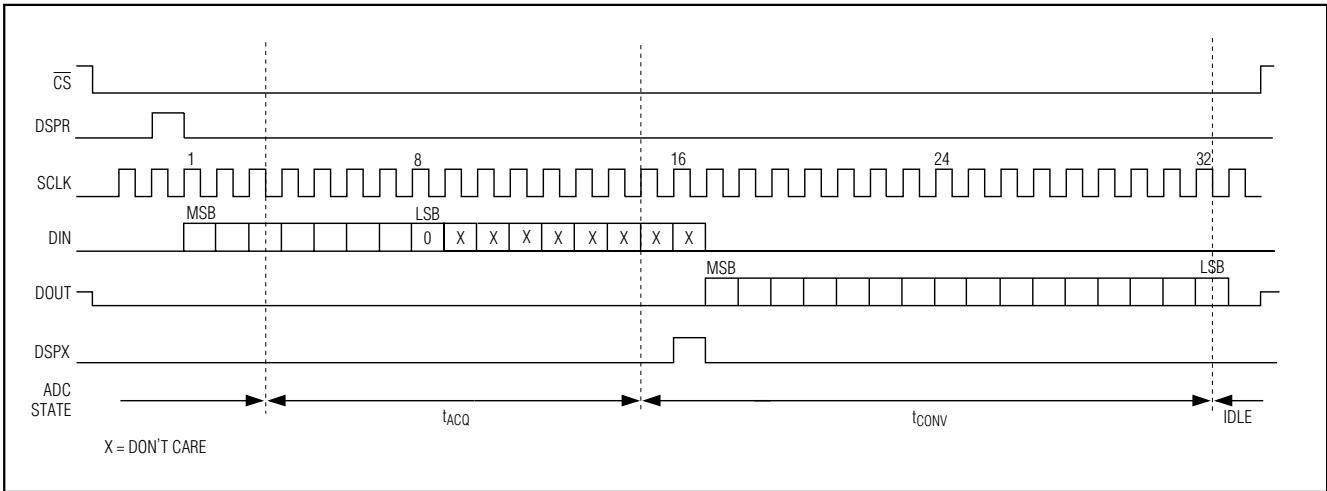 CS
DSPR
1 8 16 24 32
SCLK
MSB LSB
DIN 0 X X X X X X X X
MSB LSB
DOUT
DSPX
ADC
STATE
tACQ tCONV IDLE
X = DON'T CARE